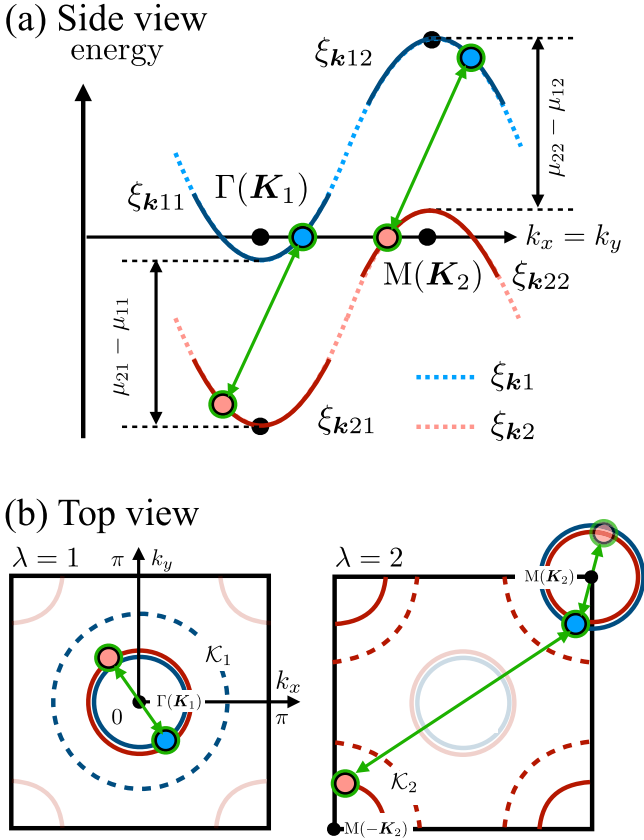 (a) Side view
energy
ξ𝒌12
μ22 − μ12
ξ𝒌11
Γ(𝑲1)
kx = ky
M(𝑲2)
ξ𝒌22
μ21 − μ11
ξ𝒌1
ξ𝒌21
ξ𝒌2
(b) Top view
λ = 1
π
ky
λ = 2
M(𝑲2)
𝒦1
kx
0
Γ(𝑲1)
π
𝒦2
M(−𝑲2)